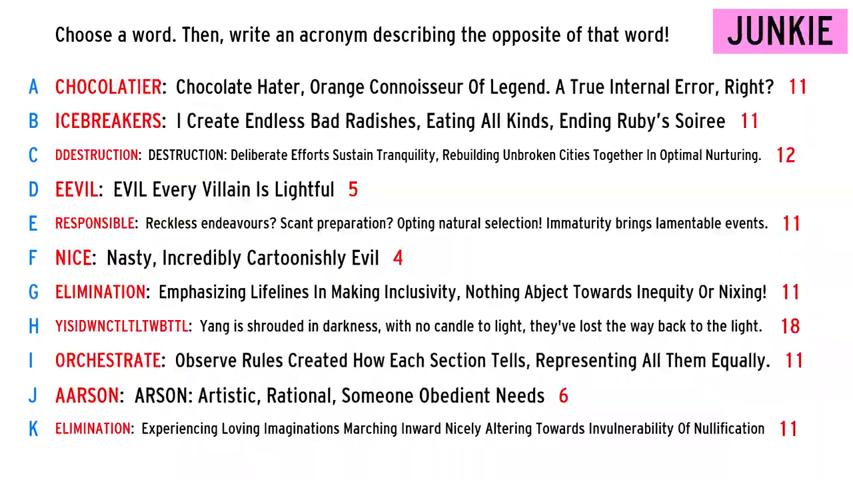 Choose a word. Then, write an acronym describing the opposite of that word!
JUNKIE
A CHOCOLATIER: Chocolate Hater, Orange Connoisseur Of Legend. A True Internal Error, Right? 11
B ICEBREAKERS: I Create Endless Bad Radishes, Eating All Kinds, Ending Ruby's Soiree 11
C DDESTRUCTION: DESTRUCTION: Deliberate Efforts Sustain Tranquility, Rebuilding Unbroken Cities Together In Optimal Nurturing. 12
D EEVIL: EVIL Every Villain Is Lightful 5
E RESPONSIBLE: Reckless endeavours? Scant preparation? Opting natural selection! Immaturity brings lamentable events. 11
F NICE: Nasty, Incredibly Cartoonishly Evil 4
G ELIMINATION: Emphasizing Lifelines In Making Inclusivity, Nothing Abject Towards Inequity Or Nixing! 11
H YISIDWNCTLTLTWBTTL: Yang is shrouded in darkness, with no candle to light, they've lost the way back to the light. 18
I ORCHESTRATE: Observe Rules Created How Each Section Tells, Representing All Them Equally. 11
J AARSON: ARSON: Artistic, Rational, Someone Obedient Needs 6
K ELIMINATION: Experiencing Loving Imaginations Marching Inward Nicely Altering Towards Invulnerability Of Nullification 11